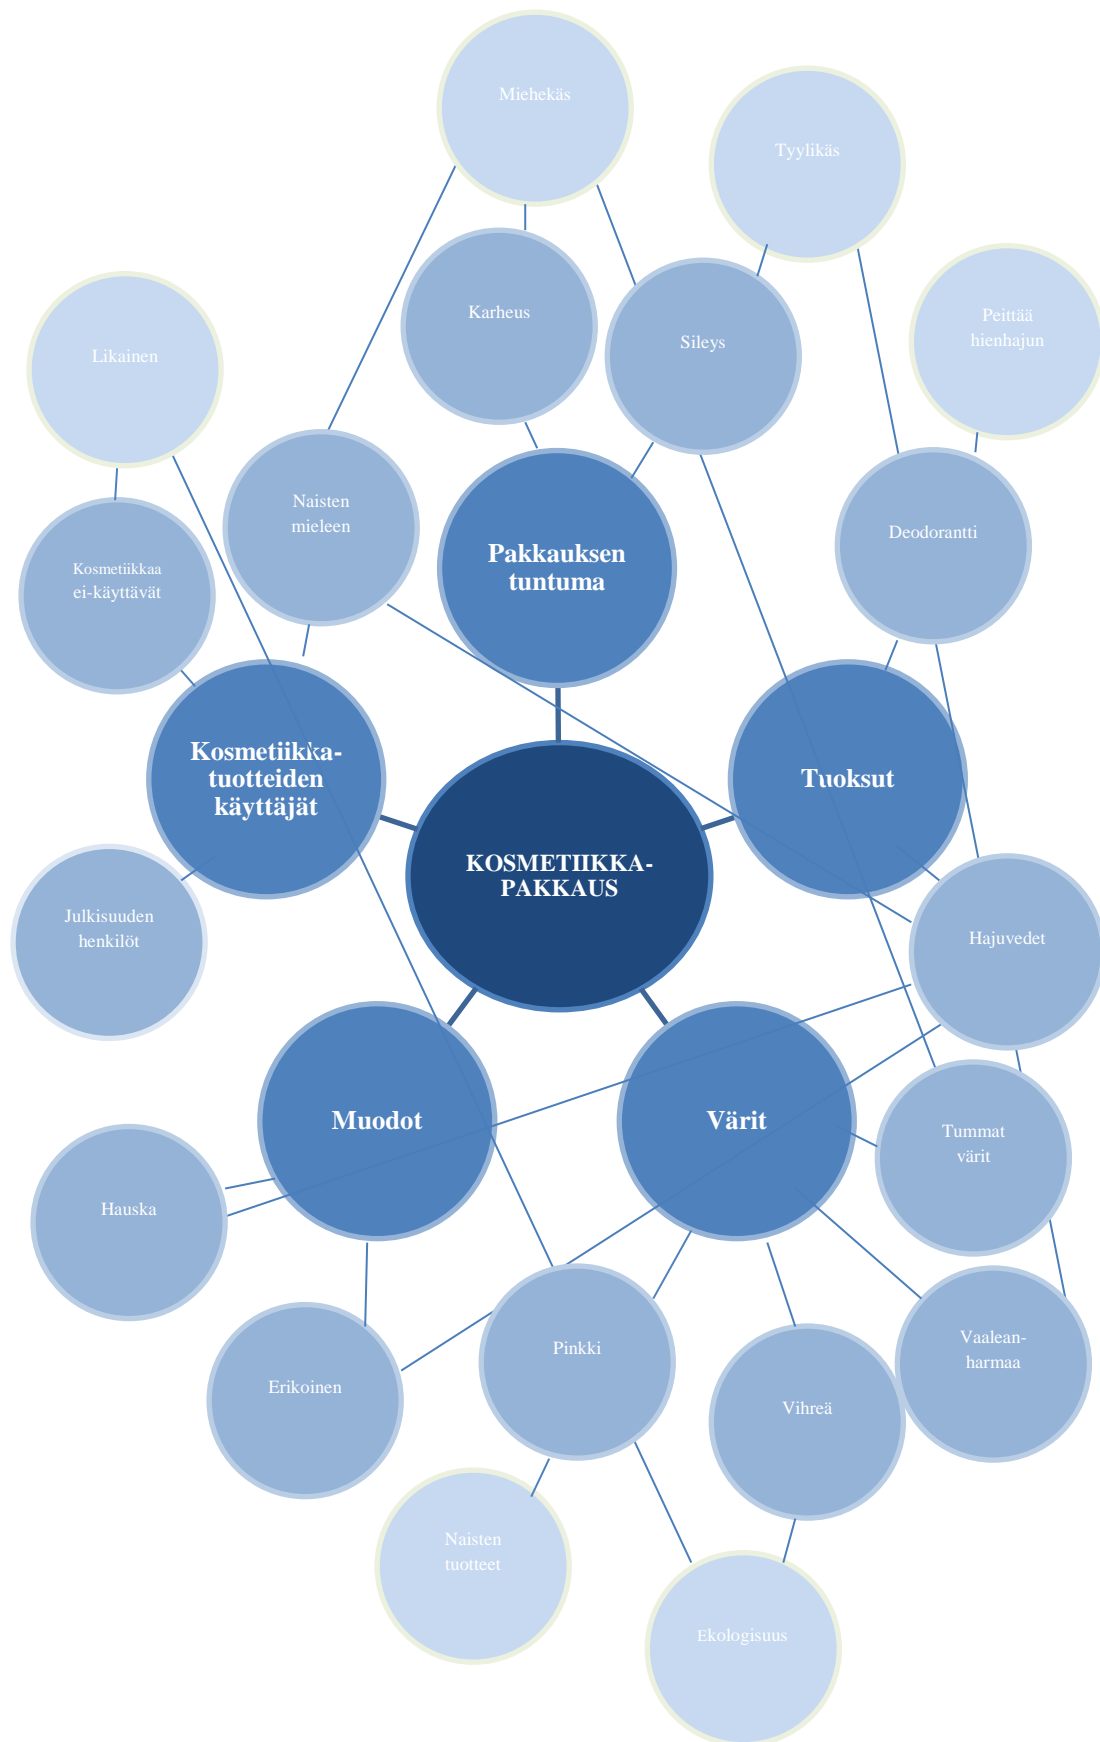 Miehekäs
Tyylikäs
Karheus
Sileys
Peittää
hienhajun
Likainen
Naisten
mieleen
Deodorantti
Pakkauksen
tuntuma
Kosmetiikkaa
ei-käyttävät
Kosmetiikka-
tuotteiden
käyttäjät
Tuoksut
KOSMETIIKKA-
PAKKAUS
Julkisuuden
henkilöt
Hajuvedet
Muodot
Värit
Tummat
värit
Hauska
Pinkki
Vaalean-
harmaa
Erikoinen
Vihreä
Naisten
tuotteet
Ekologisuus